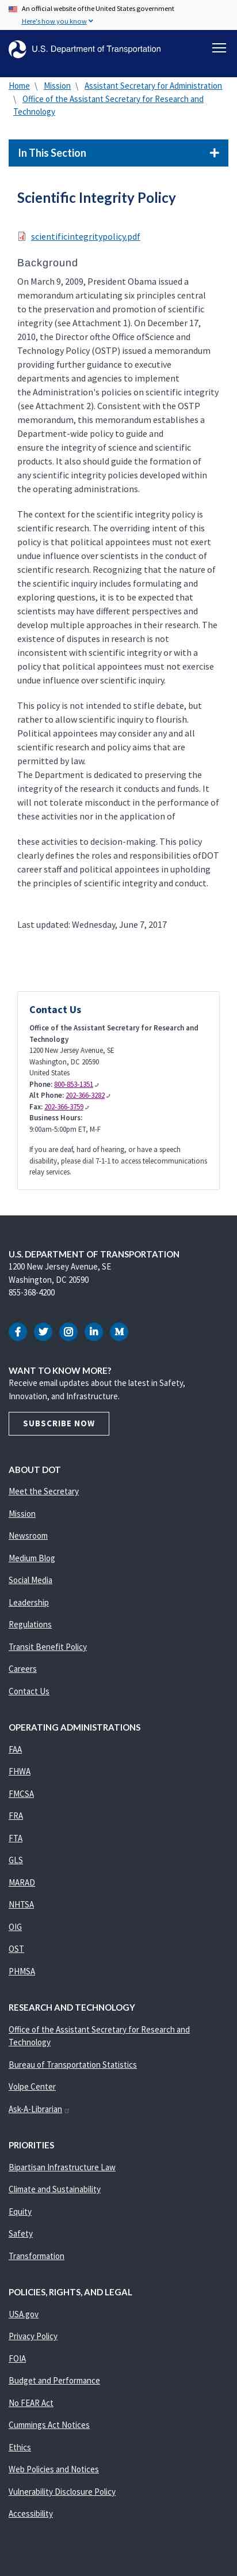 An official website of the United States government
Here's how you know
U.S. Department of Transportation
Home \ Mission \ Assistant Secretary for Administration
\ Office of the Assistant Secretary for Research and
Technology
In This Section
Scientific Integrity Policy
scientificintegritypolicy.pdf
Background
On March 9, 2009, President Obama issued a
memorandum articulating six principles central
to the preservation and promotion of scientific
integrity (see Attachment 1). On December 17,
2010, the Director ofthe Office ofScience and
Technology Policy (OSTP) issued a memorandum
providing further guidance to executive
departments and agencies to implement
the Administration's policies on scientific integrity
(see Attachment 2). Consistent with the OSTP
memorandum, this memorandum establishes a
Department-wide policy to guide and
ensure the integrity of science and scientific
products. It also should guide the formation of
any scientific integrity policies developed within
the operating administrations.
The context for the overriding intent of this policy
is that political appointees must not exert
undue influence over scientists in the conduct of
scientific research. Recognizing that the nature of
the scientific inquiry includes formulating and
exploring questions, it is expected that
scientists may have different perspectives and
develop multiple approaches in their research. The
existence of disputes in research is not
inconsistent with scientific integrity or with a
policy that political appointees must not exercise
undue influence over scientific inquiry.
This policy is not intended to stifle debate, but to
ensure that debate is not subject to coercion.
Political appointees may consider any and all
scientific research that may inform policy
decisions in a way that furthers policy aims that are
permitted by law.
The Department is dedicated to preserving the
integrity of the research it conducts and funds. It
will not tolerate misconduct in the performance of
these activities nor in the application of
these activities to decision-making. This policy
clearly defines the roles and responsibilities ofDOT
career staff and political appointees in upholding
the principles of scientific integrity and conduct.
Last updated: Wednesday, June 7, 2017
Contact Us
Office of the Assistant Secretary for Research and
Technology
1200 New Jersey Avenue, SE
Washington, DC 20590
United States
Phone: 800-853-1351
Alt Phone: 202-366-3282
Fax: 202-366-3759
Business Hours:
9:00am-5:00pm ET, M-F
If you are deaf, hard of hearing, or have a speech
disability, please dial 7-1-1 to access telecommunications
relay services.
U.S. DEPARTMENT OF TRANSPORTATION
1200 New Jersey Avenue, SE
Washington, DC 20590
855-368-4200
WANT TO KNOW MORE?
Receive email updates about the latest in Safety,
Innovation, and Infrastructure.
SUBSCRIBE NOW
ABOUT DOT
Meet the Secretary
Mission
Newsroom
Medium Blog
Social Media
Leadership
Regulations
Transit Benefit Policy
Careers
Contact Us
OPERATING ADMINISTRATIONS
FAA
FHWA
FMCSA
FRA
FTA
GLS
MARAD
NHTSA
OIG
OST
PHMSA
RESEARCH AND TECHNOLOGY
Office of the Assistant Secretary for Research and
Technology
Bureau of Transportation Statistics
Volpe Center
Ask-A-Librarian
PRIORITIES
Bipartisan Infrastructure Law
Climate and Sustainability
Equity
Safety
Transformation
POLICIES, RIGHTS, AND LEGAL
USA.gov
Privacy Policy
FOIA
Budget and Performance
No FEAR Act
Cummings Act Notices
Ethics
Web Policies and Notices
Vulnerability Disclosure Policy
Accessibility